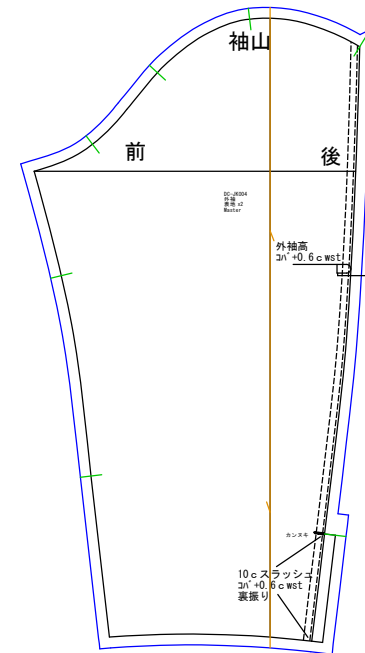 袖山
前
後
DC-JK004
外袖
表地 x2
Master
外袖高
コバ+0.6ｃwst
カンヌキ
10ｃスラッシュ
コバ+0.6ｃwst
裏振り